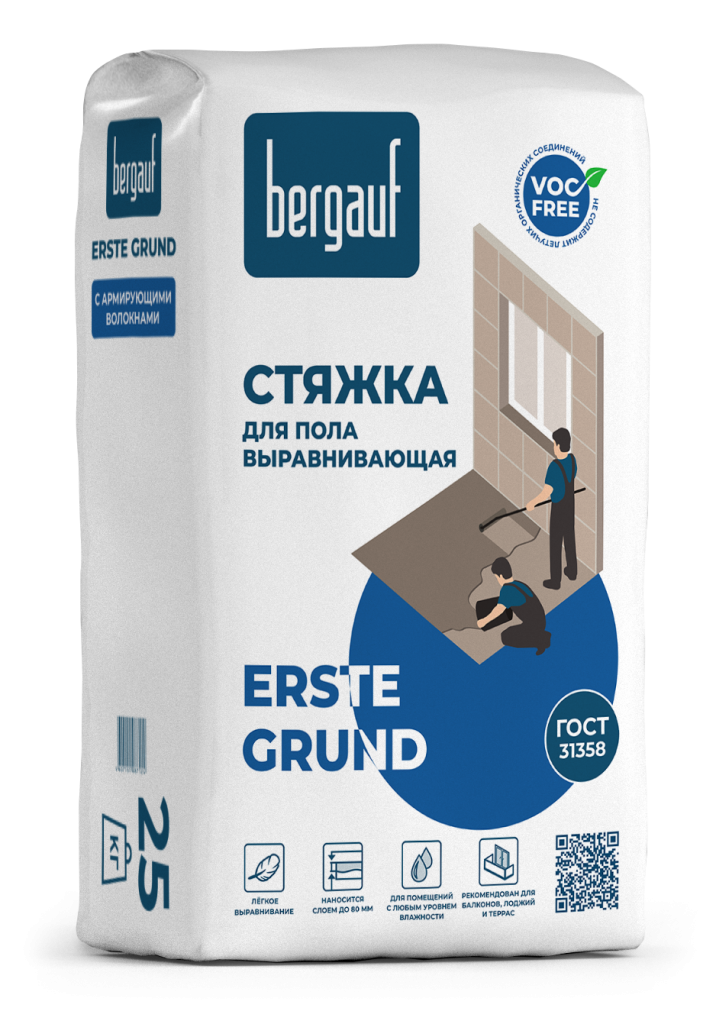 bergauf
ERSTE GRUND
С АРМИРУЮЩИМИ
ВОЛОКНАМИ
25
КГ
bergauf
VOC
FREE
НЕ СОДЕРЖИТ ЛЕТУЧИХ ОРГАНИЧЕСКИХ СОЕДИНЕНИЙ
СТЯЖКА
ДЛЯ ПОЛА
ВЫРАВНИВАЮЩАЯ
ERSTE
GRUND
ГОСТ
31358
ЛЁГКОЕ
ВЫРАВНИВАНИЕ
НАНОСИТСЯ
СЛОЕМ ДО 80 ММ
ДЛЯ ПОМЕЩЕНИЙ
С ЛЮБЫМ УРОВНЕМ
ВЛАЖНОСТИ
РЕКОМЕНДОВАН ДЛЯ
БАЛКОНОВ, ЛОДЖИЙ
И ТЕРРАС